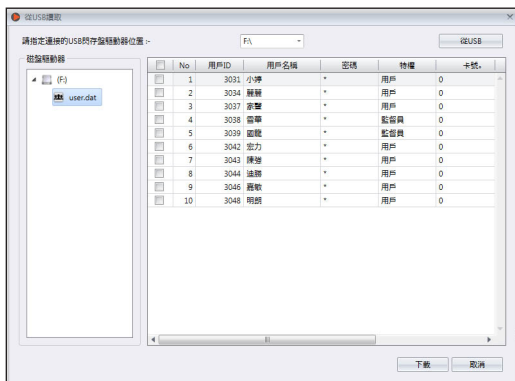 從USB讀取
請指定連接的USB閃存盤驅動器位置 :- F:\ 從USB
磁盤驅動器
(F:)
user.dat
No 用戶ID 用戶名稱 密碼 特權 卡號。
1 3031 小婷 * 用戶 0
2 3034 麗麗 * 用戶 0
3 3037 家豐 * 用戶 0
4 3038 雪華 * 監督員 0
5 3039 國龍 * 監督員 0
6 3042 宏力 * 用戶 0
7 3043 陳強 * 用戶 0
8 3044 迪勝 * 用戶 0
9 3046 嘉敏 * 用戶 0
10 3048 明朗 * 用戶 0
下載 取消